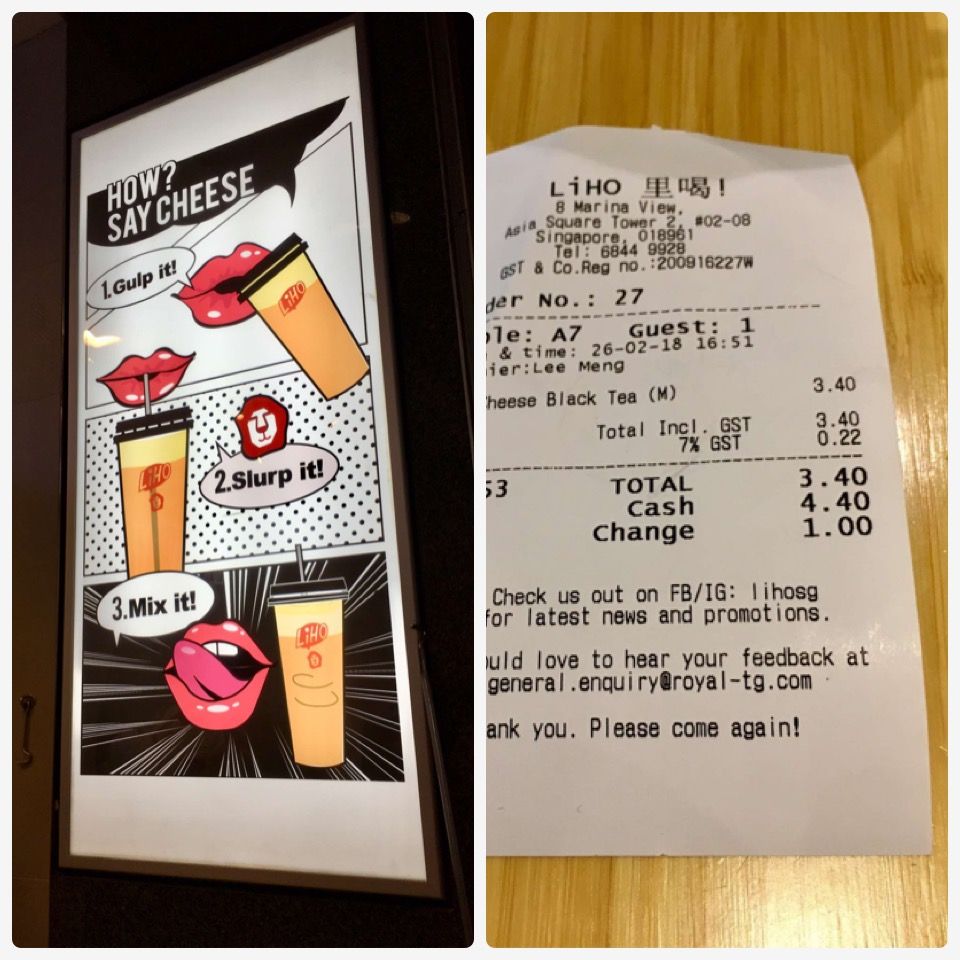 HOW?
SAY CHEESE
1.Gulp it!
LiHO
LiHO
2.Slurp it!
3.Mix it!
LiHO
LiHO 里喝!
8 Marina View,
Asia Square Tower 2, #02-08
Singapore, 018961
Tel: 6844 9928
GST & Co.Reg no.:200916227W
der No.: 27
ble: A7 Guest: 1
& time: 26-02-18 16:51
ier:Lee Meng
Cheese Black Tea (M) 3.40
Total Incl. GST 3.40
7% GST 0.22
53 TOTAL 3.40
Cash 4.40
Change 1.00
Check us out on FB/IG: lihosg
for latest news and promotions.
ould love to hear your feedback at
general.enquiry@royal-tg.com
ank you. Please come again!